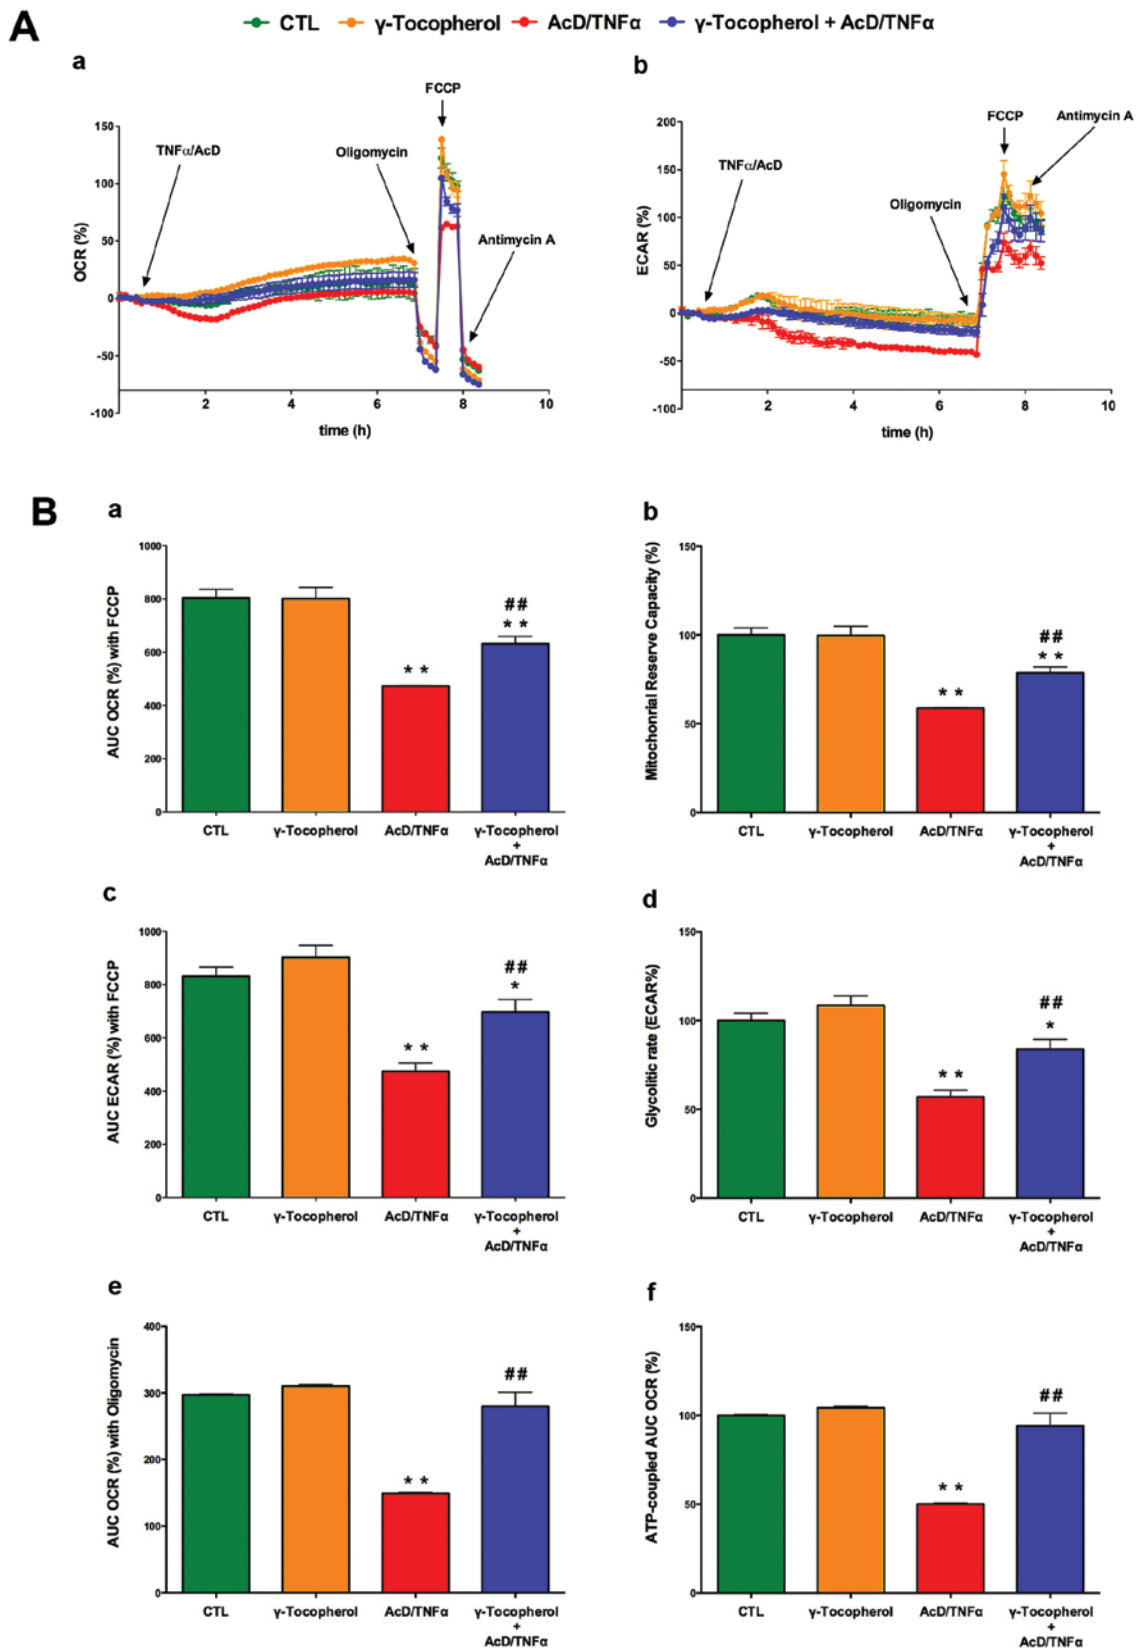 A
CTL γ-Tocopherol AcD/TNFα γ-Tocopherol + AcD/TNFα
a
FCCP
TNFα/AcD
Oligomycin
Antimycin A
OCR (%)
150
100
50
0
-50
-100
2 4 6 8 10
time (h)
b
FCCP
Antimycin A
TNFα/AcD
Oligomycin
ECAR (%)
200
150
100
50
0
-50
-100
2 4 6 8 10
time (h)
B
a
AUC OCR (%) with FCCP
1000
800
600
400
200
0
* *
##
* *
CTL γ-Tocopherol AcD/TNFα γ-Tocopherol
+
AcD/TNFα
b
Mitochonrial Reserve Capacity (%)
150
100
50
0
* *
##
* *
CTL γ-Tocopherol AcD/TNFα γ-Tocopherol
+
AcD/TNFα
c
AUC ECAR (%) with FCCP
1000
800
600
400
200
0
* *
##
*
CTL γ-Tocopherol AcD/TNFα γ-Tocopherol
+
AcD/TNFα
d
Glycolitic rate (ECAR%)
150
100
50
0
* *
##
*
CTL γ-Tocopherol AcD/TNFα γ-Tocopherol
+
AcD/TNFα
e
AUC OCR (%) with Oligomycin
400
300
200
100
0
* *
##
CTL γ-Tocopherol AcD/TNFα γ-Tocopherol
+
AcD/TNFα
f
ATP-coupled AUC OCR (%)
150
100
50
0
* *
##
CTL γ-Tocopherol AcD/TNFα γ-Tocopherol
+
AcD/TNFα